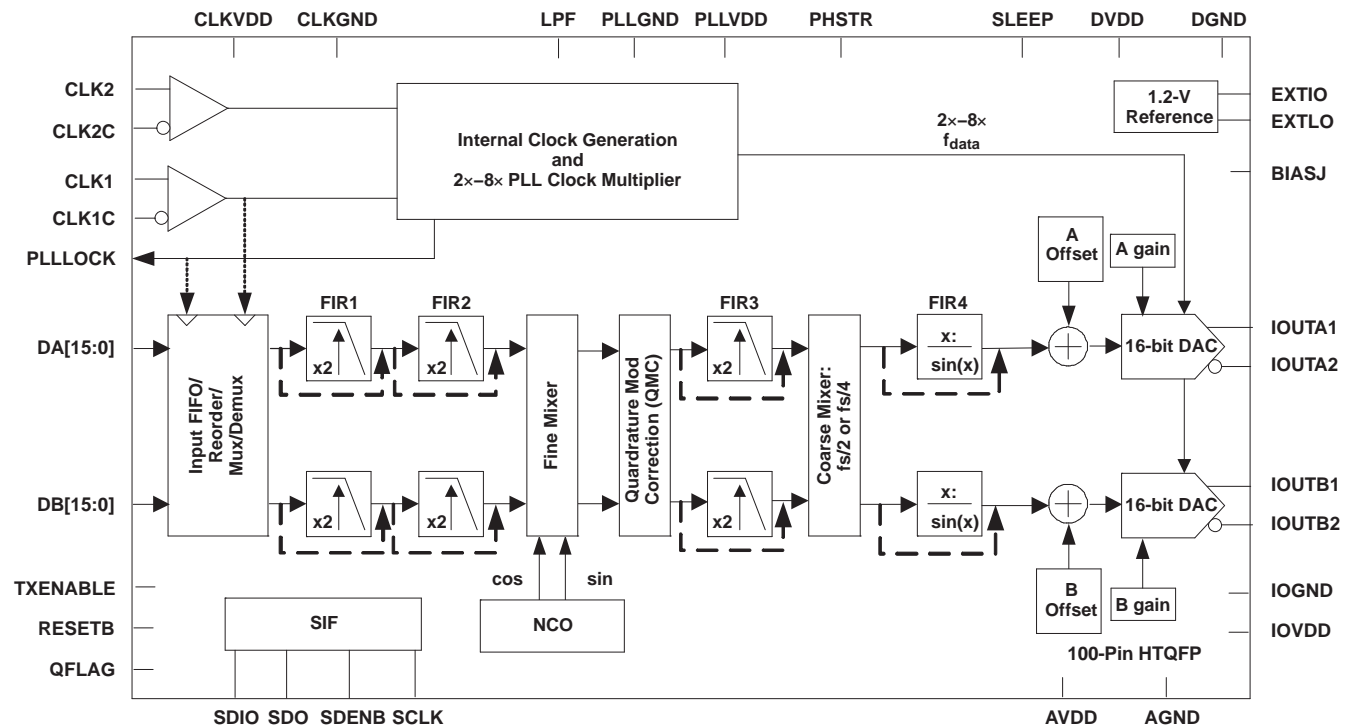 CLKVDD CLKGND LPF PLLGND PLLVDD PHSTR SLEEP DVDD DGND
CLK2
CLK2C
CLK1
CLK1C
PLLLOCK
DA[15:0]
DB[15:0]
TXENABLE
RESETB
QFLAG
Internal Clock Generation
and
2×–8× PLL Clock Multiplier
2×–8×
fdata
1.2-V
Reference
EXTIO
EXTLO
BIASJ
A
Offset
A gain
FIR1
FIR2
FIR3
FIR4
Input FIFO/
Reorder/
Mux/Demux
x2
x2
Fine Mixer
Quardrature Mod
Correction (QMC)
x2
Coarse Mixer:
fs/2 or fs/4
x:
sin(x)
16-bit DAC
IOUTA1
IOUTA2
x2
x2
x2
x:
sin(x)
16-bit DAC
IOUTB1
IOUTB2
cos
sin
NCO
SIF
B
Offset
B gain
IOGND
IOVDD
100-Pin HTQFP
SDIO SDO SDENB SCLK AVDD AGND